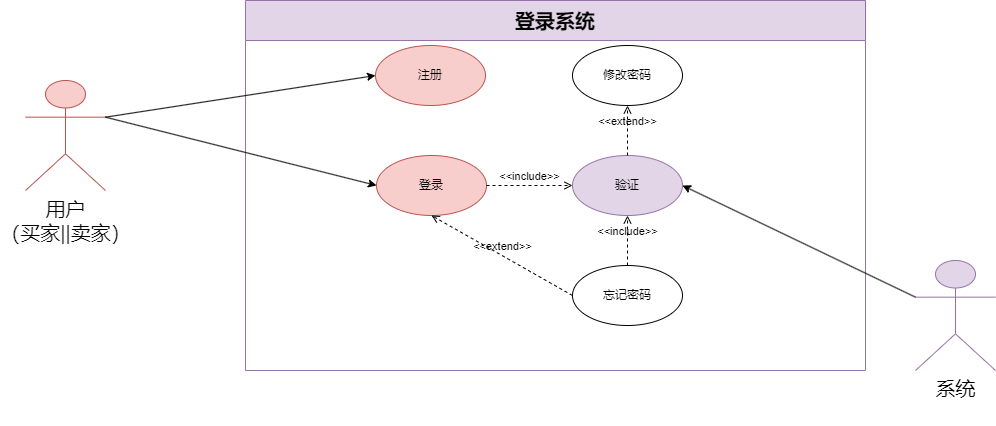 登录系统
注册
修改密码
<<extend>>
登录
<<include>>
验证
用户
（买家||卖家）
<<extend>>
<<include>>
忘记密码
系统